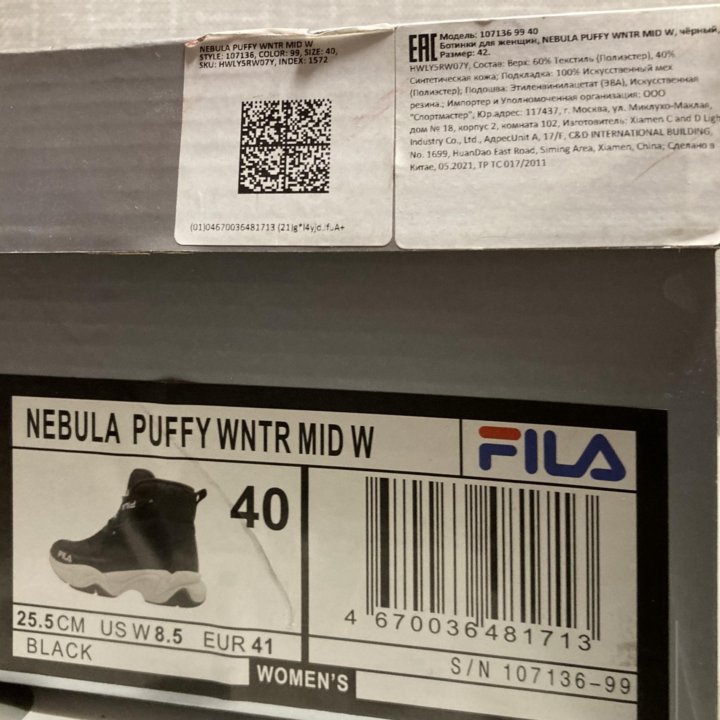 NEBULA PUFFY WNTR MID W
STYLE: 107136, COLOR: 99, SIZE: 40,
SKU: HWLY5RW07Y, INDEX: 1572
(01)04670036481713 (21)g*l4y
EAC
Модель: 107136 99 40
Ботинки для женщин, NEBULA PUFFY WNTR MID W, чёрный,
Размер: 42.
HWLY5RW07Y, Состав: Верх: 60% Текстиль (Полиэстер), 40%
Синтетическая кожа; Подкладка: 100% Искусственный мех
(Полиэстер); Подошва: Этиленвинилацетат (ЭВА), Искусственная
резина.; Импортер и Уполномоченная организация: ООО
"Спортмастер", Юр.адрес: 117437, г. Москва, ул. Миклухо-Маклая,
дом № 18, корпус 2, комната 102, Изготовитель: Xiamen C and D Light
Industry Co., Ltd., Адрес:Unit A, 17/F, C&D INTERNATIONAL BUILDING,
No. 1699, HuanDao East Road, Siming Area, Xiamen, China; Сделано в
Китае, 05.2021, ТР ТС 017/2011
NEBULA PUFFY WNTR MID W
FILA
40
FILA
25.5CM US W 8.5 EUR 41
BLACK
4 670036 481713
S/N 107136-99
WOMEN'S